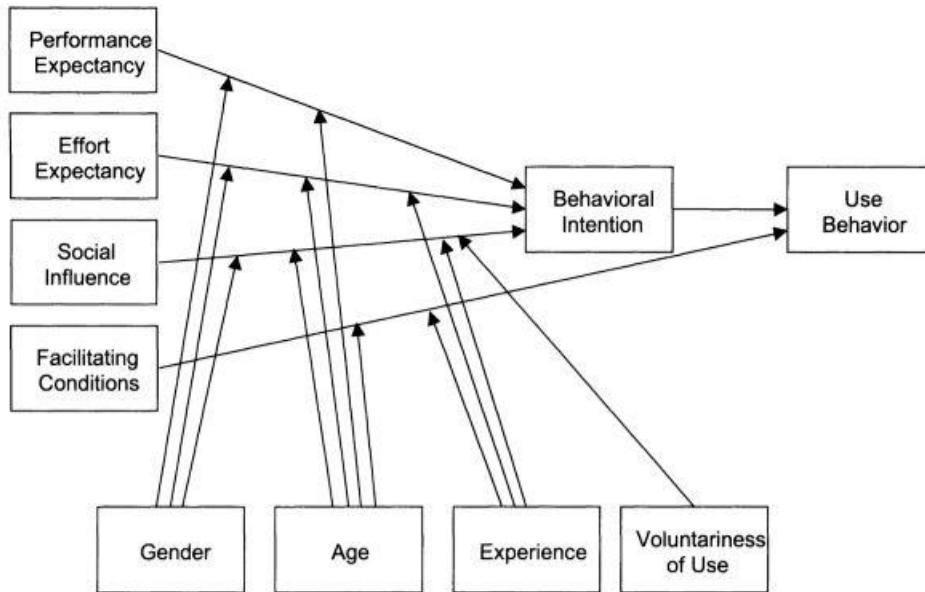 Performance
Expectancy
Effort
Expectancy
Social
Influence
Facilitating
Conditions
Behavioral
Intention
Use
Behavior
Gender
Age
Experience
Voluntariness
of Use